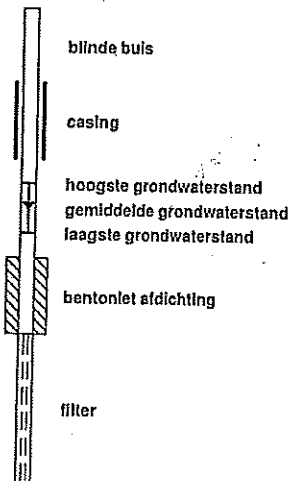 blinde buis
casing
hoogste grondwaterstand
gemiddelde grondwaterstand
laagste grondwaterstand
bentoniet afdichting
filter